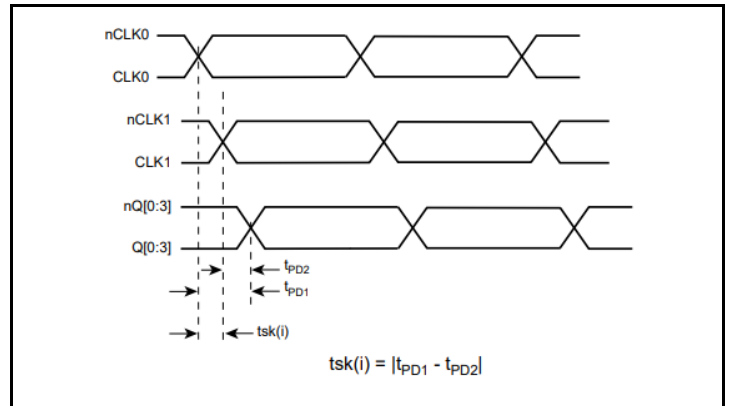 nCLK0
CLK0
nCLK1
CLK1
nQ[0:3]
Q[0:3]
tPD2
tPD1
tsk(i)
tsk(i) = |tPD1 - tPD2|